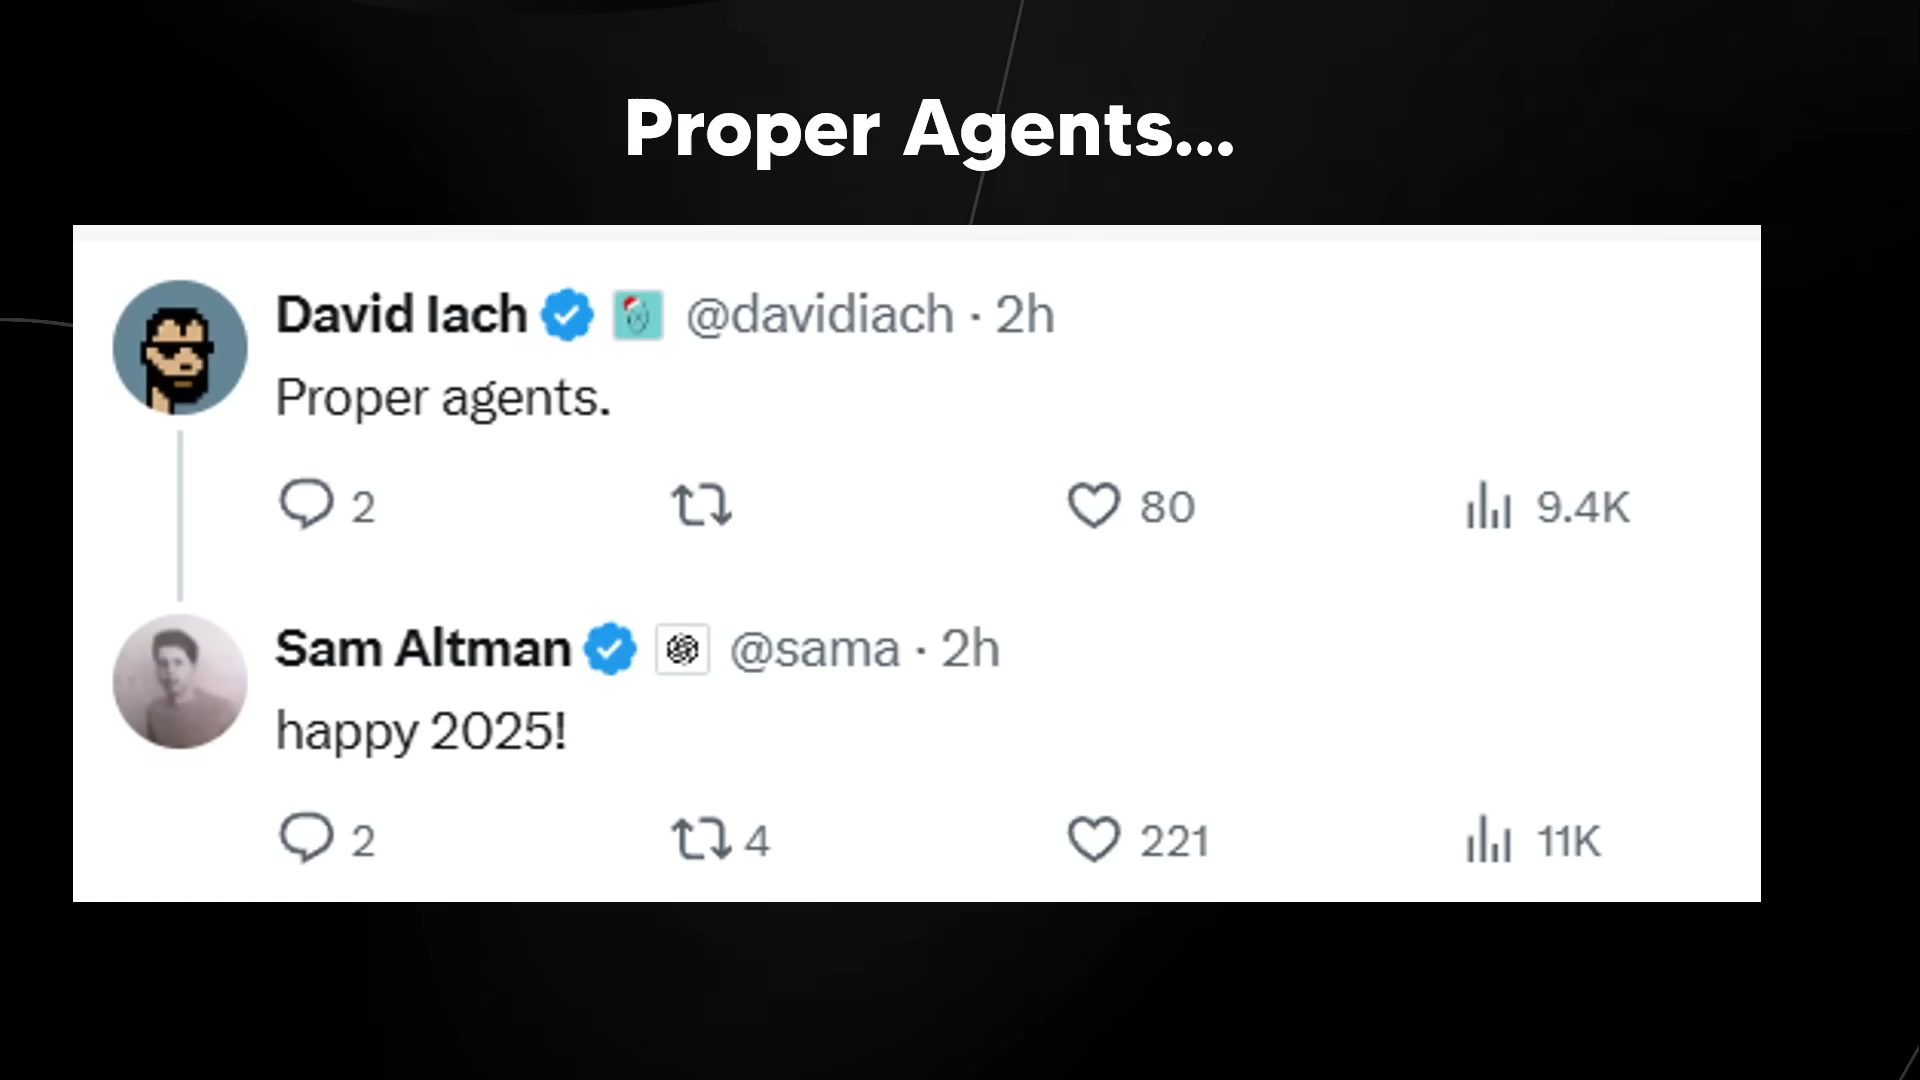 Proper Agents...
David Iach @davidiach · 2h
Proper agents.
2 80 9.4K
Sam Altman @sama · 2h
happy 2025!
2 4 221 11K